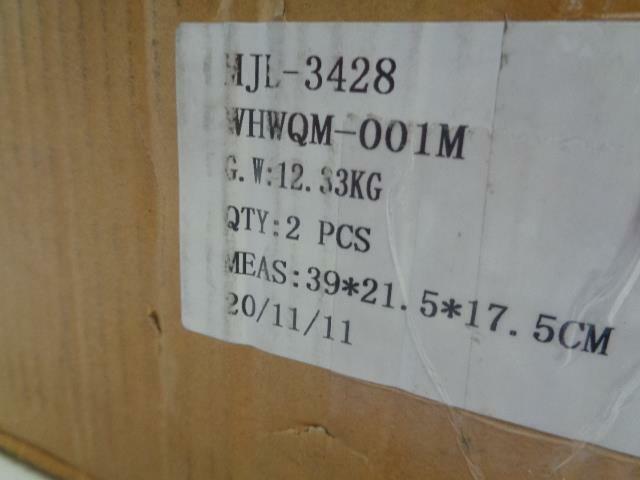 MJL-3428
WHWQM-001M
G.W:12.33KG
QTY:2 PCS
MEAS:39*21.5*17.5CM
20/11/11